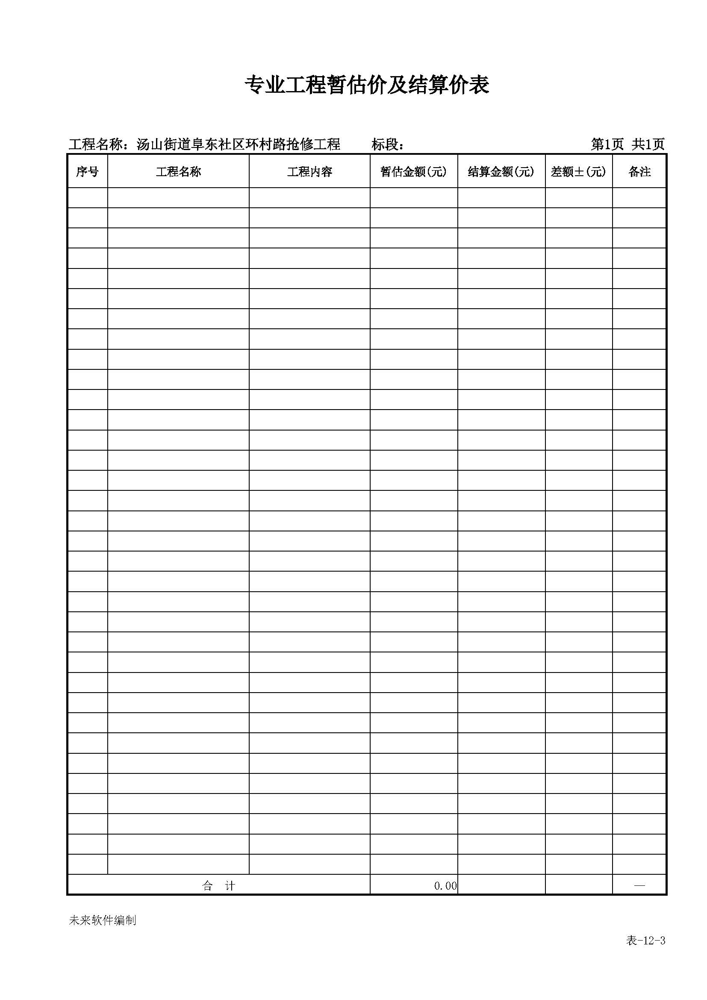 专业工程暂估价及结算价表
工程名称：汤山街道阜东社区环村路抢修工程 标段： 第1页 共1页
序号 工程名称 工程内容 暂估金额(元) 结算金额(元) 差额±(元) 备注
合 计 0.00 —
未来软件编制
表-12-3